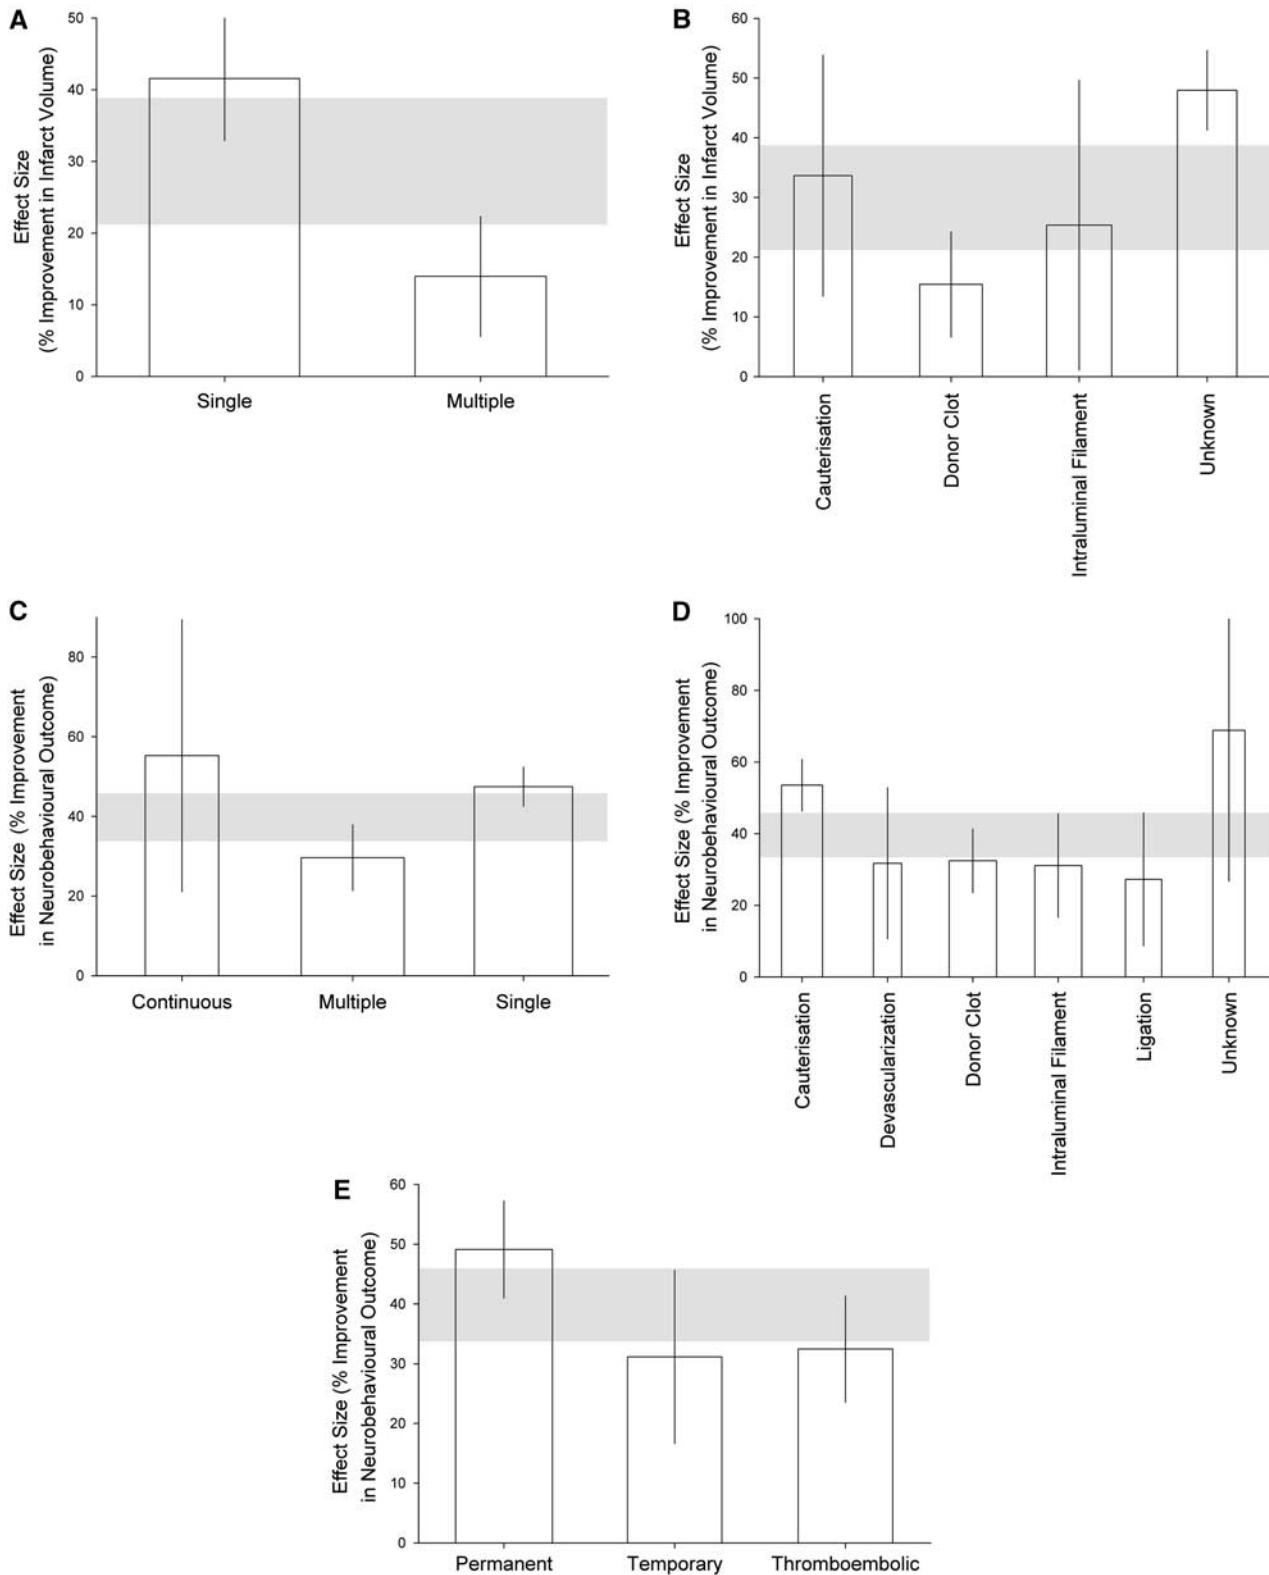 A
Effect Size
(% Improvement in Infarct Volume)
50
40
30
20
10
0
Single
Multiple
B
Effect Size
(% Improvement in Infarct Volume)
60
50
40
30
20
10
0
Cauterisation
Donor Clot
Intraluminal Filament
Unknown
C
Effect Size (% Improvement
in Neurobehavioural Outcome)
80
60
40
20
0
Continuous
Multiple
Single
D
Effect Size (% Improvement
in Neurobehavioural Outcome)
100
80
60
40
20
0
Cauterisation
Devascularization
Donor Clot
Intraluminal Filament
Ligation
Unknown
E
Effect Size (% Improvement
in Neurobehavioural Outcome)
60
50
40
30
20
10
0
Permanent
Temporary
Thromboembolic